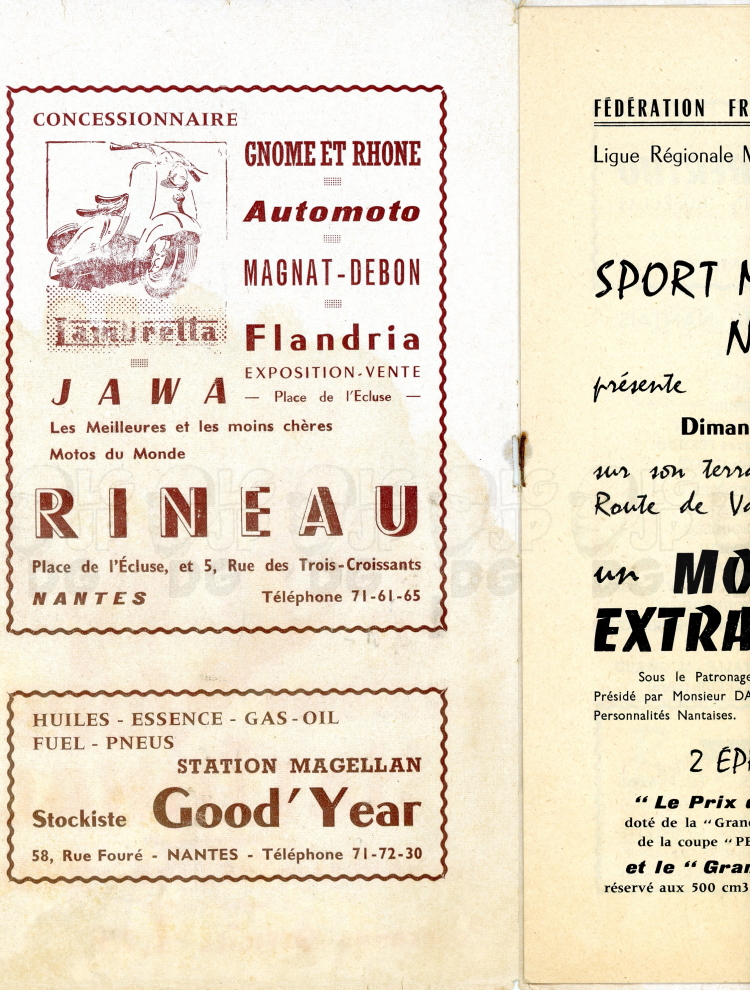 CONCESSIONNAIRE
GNOME ET RHONE
Automoto
MAGNAT-DEBON
Lambretta
Flandria
EXPOSITION-VENTE
JAWA — Place de l'Ecluse —
Les Meilleures et les moins chères
Motos du Monde
RINEAU
Place de l'Écluse, et 5, Rue des Trois-Croissants
NANTES Téléphone 71-61-65
HUILES - ESSENCE - GAS-OIL
FUEL - PNEUS
STATION MAGELLAN
Stockiste Good'Year
58, Rue Fouré - NANTES - Téléphone 71-72-30
FÉDÉRATION FR
Ligue Régionale M
SPORT M
N
présente
Diman
sur son terra
Route de Va
un MO
EXTRA
Sous le Patronage
Présidé par Monsieur DA
Personnalités Nantaises.
2 ÉP
" Le Prix d
doté de la "Gran
de la coupe "PE
et le " Gran
réservé aux 500 cm3